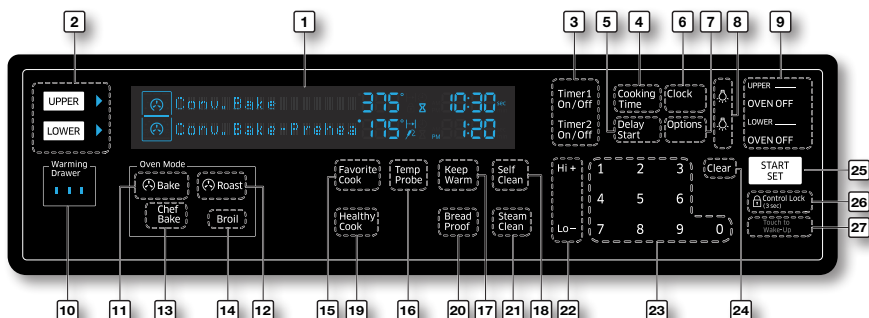 2
1
3
5
4
6
7
8
9
UPPER
LOWER
Conv. Bake 375° 10:30
Conv. Bake-Prehea 175° PM 1:20
Timer1
On/Off
Timer2
On/Off
Cooking
Time
Delay
Start
lock
Options
UPPER
OVEN OFF
LOWER
OVEN OFF
Warming
Drawer
Oven Mode
Bake
Roast
Chef
Bake
Broil
Favorite
Cook
Temp
Probe
Keep
Warm
Self
Clean
Healthy
Cook
Bread
Proof
Steam
Clean
Hi +
Lo–
1 2 3
4 5 6
7 8 9 0
Clear
START
SET
Control Lock
(3 sec)
Touch to
Wake-Up
25
26
27
10
11
13
14
12
15
19
16
20
17
21
18
22
23
24